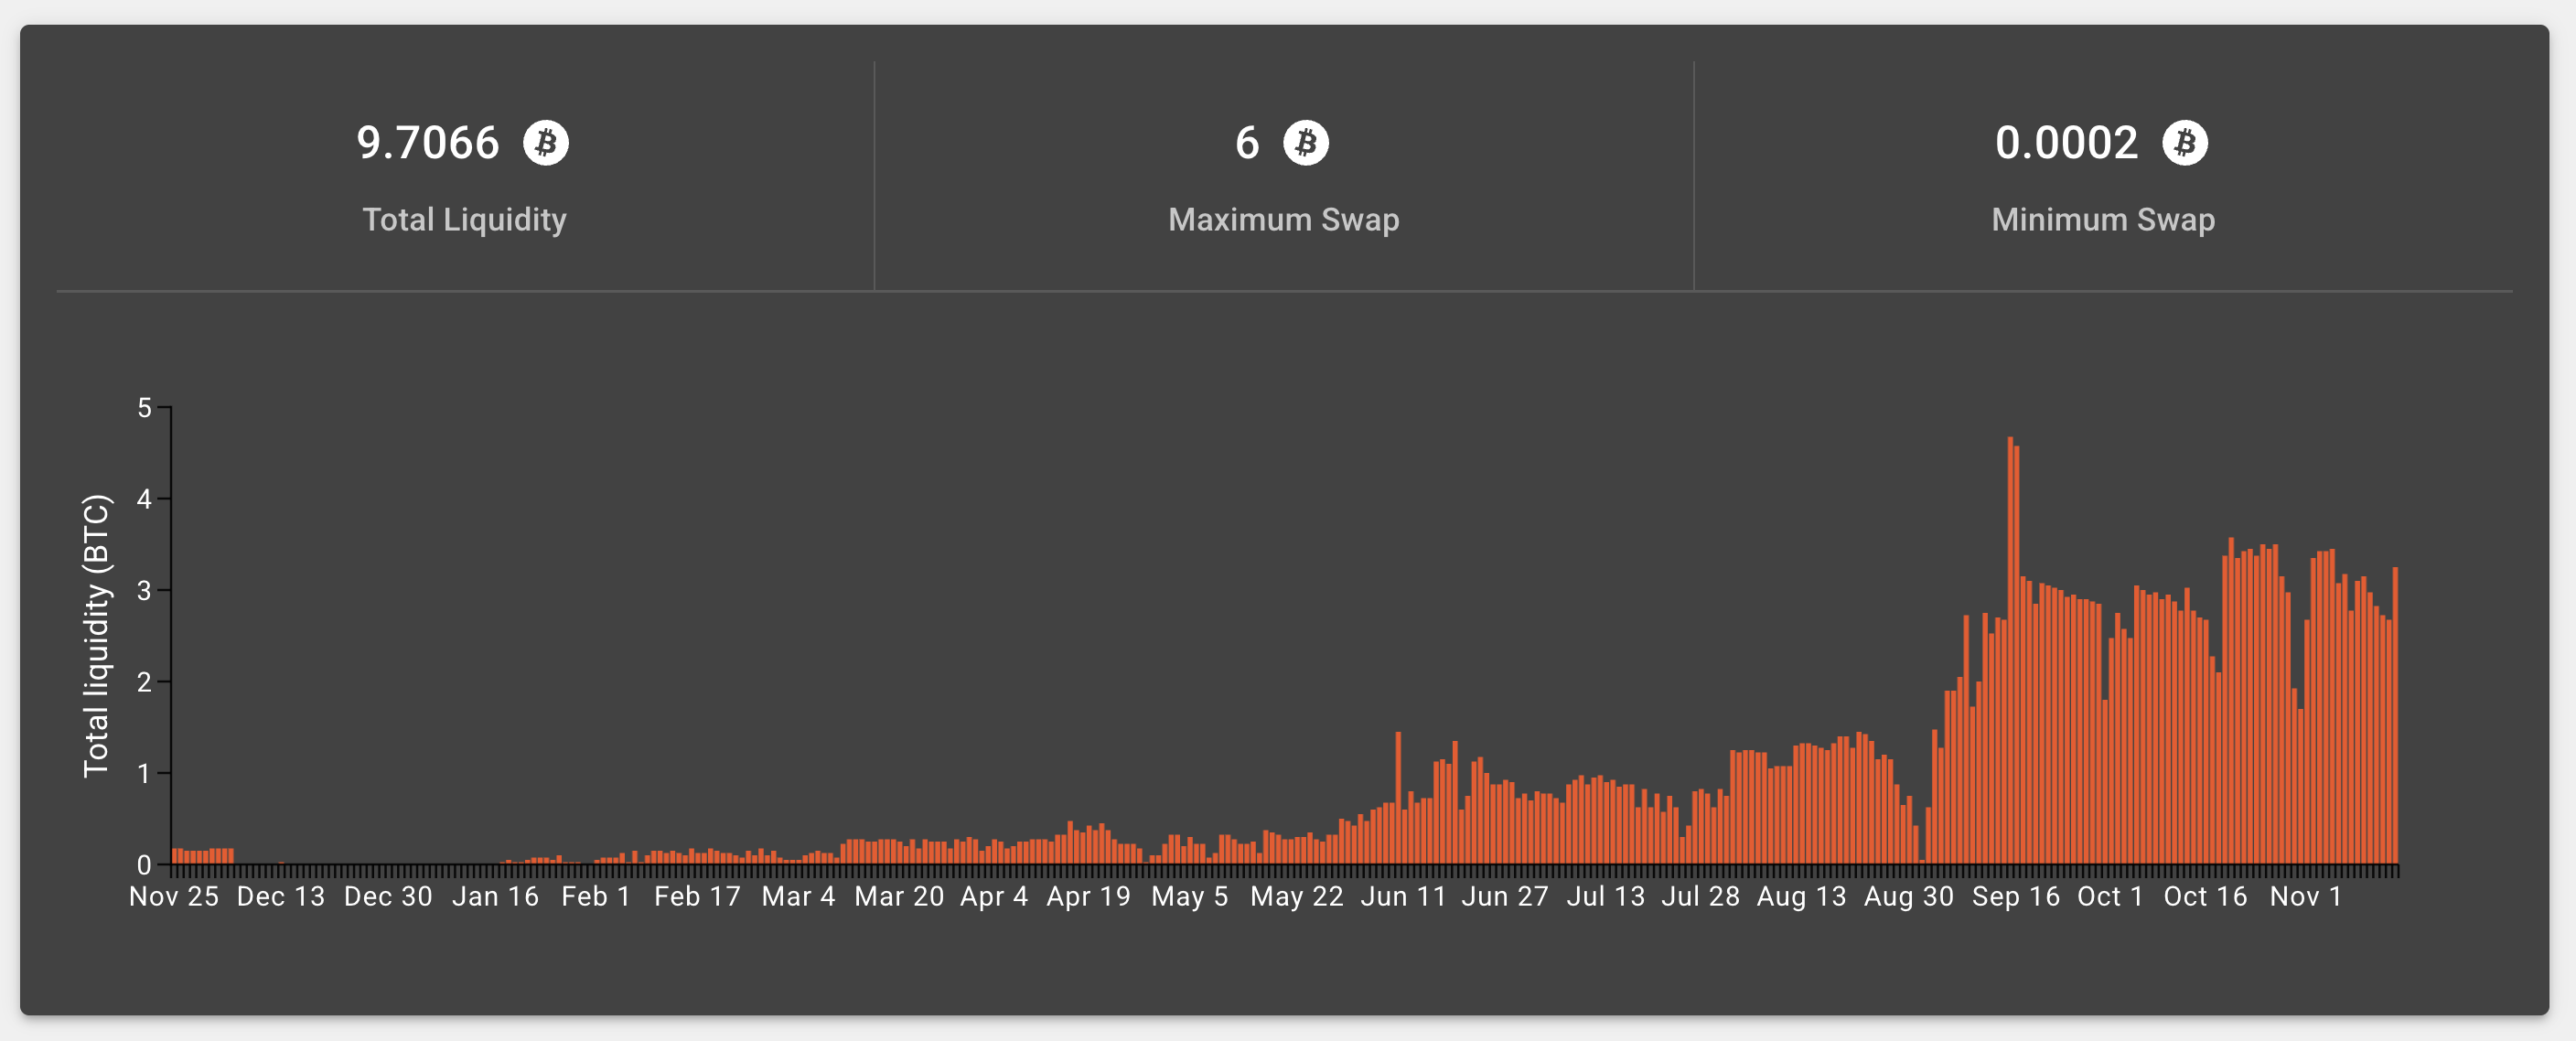 9.7066
6
0.0002
Total Liquidity
Maximum Swap
Minimum Swap
Total liquidity (BTC)
5
4
3
2
1
0
Nov 25 Dec 13 Dec 30 Jan 16 Feb 1 Feb 17 Mar 4 Mar 20 Apr 4 Apr 19 May 5 May 22 Jun 11 Jun 27 Jul 13 Jul 28 Aug 13 Aug 30 Sep 16 Oct 1 Oct 16 Nov 1